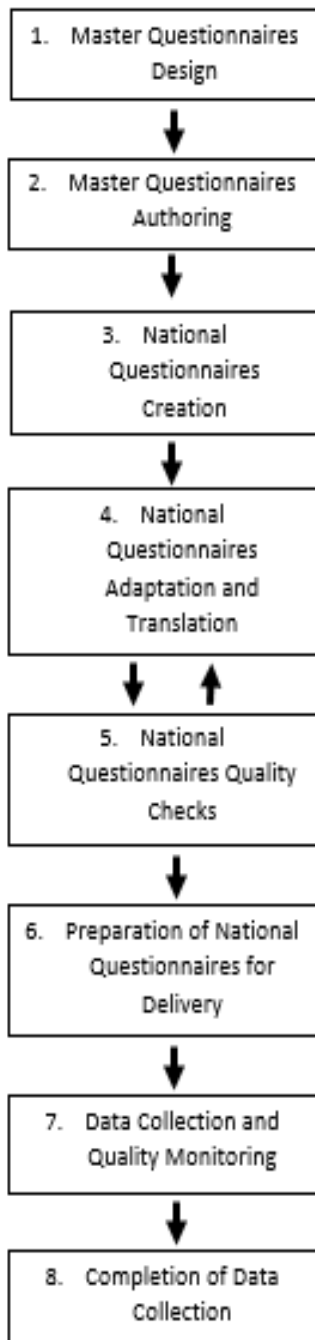 1. Master Questionnaires
Design
2. Master Questionnaires
Authoring
3. National
Questionnaires
Creation
4. National
Questionnaires
Adaptation and
Translation
5. National
Questionnaires Quality
Checks
6. Preparation of National
Questionnaires for
Delivery
7. Data Collection and
Quality Monitoring
8. Completion of Data
Collection